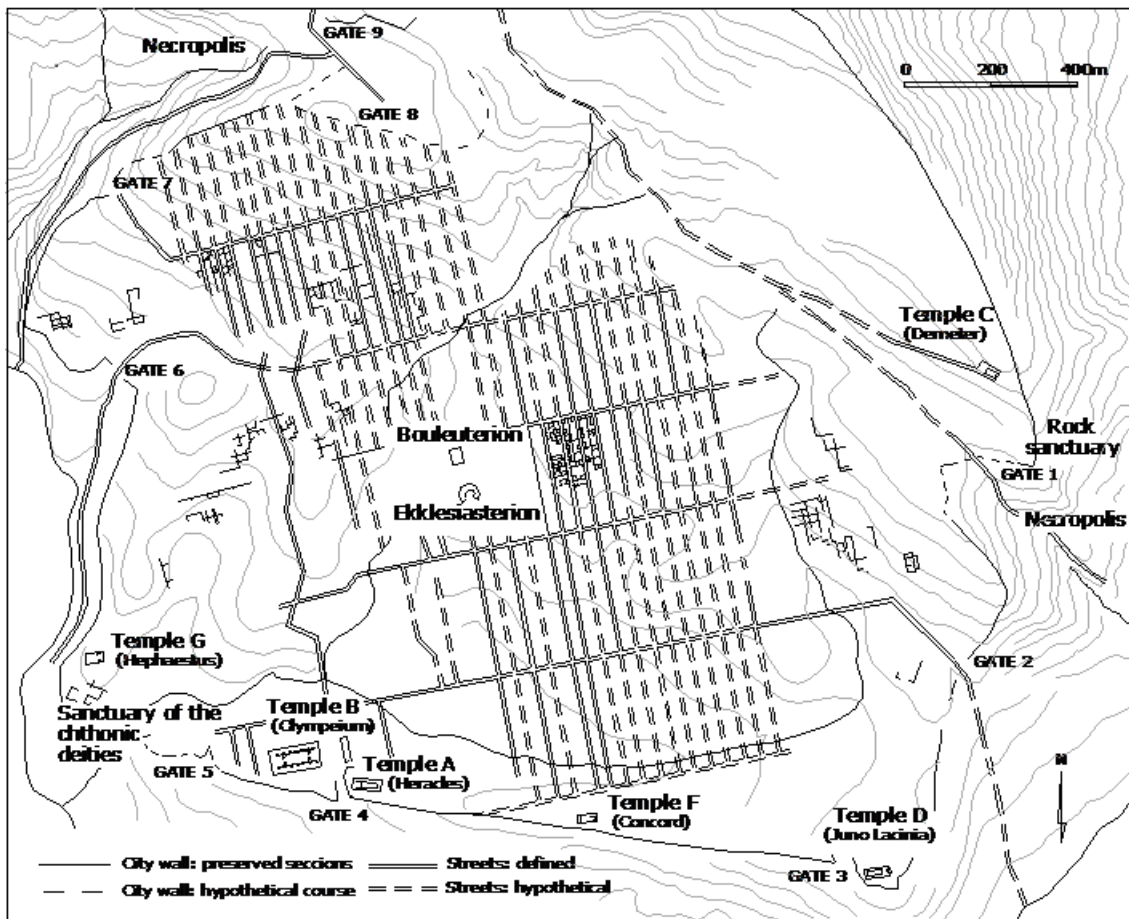 GATE 9
Necropolis
0 200 400m
GATE 8
GATE 7
Temple C
(Demeter)
GATE 6
Rock
sanctuary
Bouleuterion
GATE 1
Ekklesiasterion
Necropolis
Temple G
(Hephaestus)
GATE 2
Sanctuary of the
chthonic
deities
Temple B
(Olympeium)
GATE 5
Temple A
(Heracles)
N
GATE 4
Temple F
(Concord)
Temple D
(Juno Lacinia)
GATE 3
City wall: preserved seccions
Streets: defined
City wall: hypothetical course
Streets: hypothetical